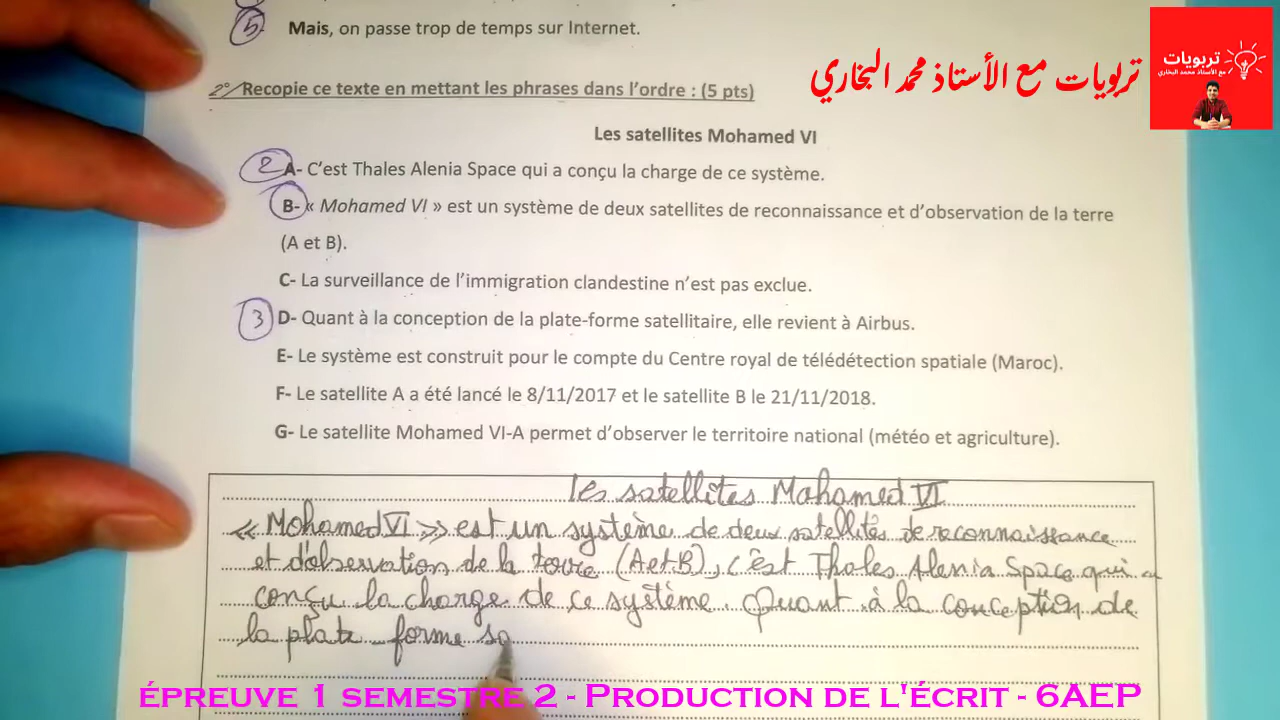 5 Mais, on passe trop de temps sur Internet.
تربويات مع الأستاذ محمد البخاري
تربويات
مع الأستاذ محمد البخاري
2°/ Recopie ce texte en mettant les phrases dans l'ordre : (5 pts)
Les satellites Mohamed VI
2 A- C'est Thales Alenia Space qui a conçu la charge de ce système.
B- « Mohamed VI » est un système de deux satellites de reconnaissance et d'observation de la terre
(A et B).
C- La surveillance de l'immigration clandestine n'est pas exclue.
3 D- Quant à la conception de la plate-forme satellitaire, elle revient à Airbus.
E- Le système est construit pour le compte du Centre royal de télédétection spatiale (Maroc).
F- Le satellite A a été lancé le 8/11/2017 et le satellite B le 21/11/2018.
G- Le satellite Mohamed VI-A permet d'observer le territoire national (météo et agriculture).
les satellites Mohamed VI
« Mohamed VI » est un système de deux satellites de reconnaissance
et d'observation de la terre (A et B), c'est Thales Alenia Space qui a
conçu la charge de ce système. Quant à la conception de
la plate-forme sa
épreuve 1 semestre 2 - Production de l'écrit - 6AEP